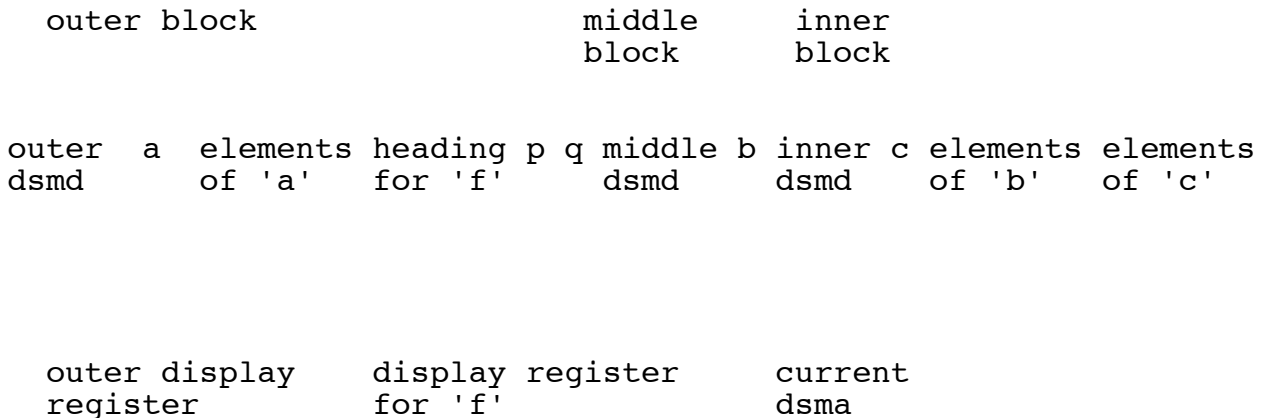 outer block middle inner
block block
outer a elements heading p q middle b inner c elements elements
dsmd of 'a' for 'f' dsmd dsmd of 'b' of 'c'
outer display display register current
register for 'f' dsma